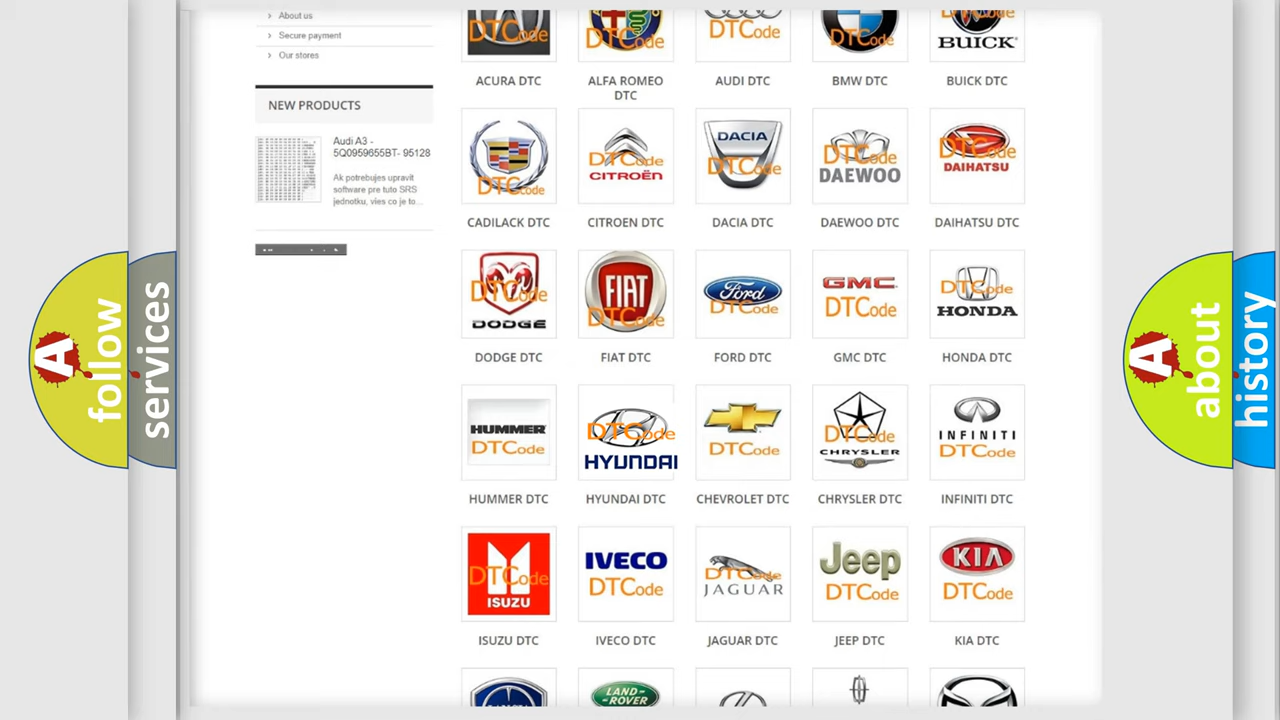 About us
Secure payment
Our stores
NEW PRODUCTS
Audi A3 -
5Q0959655BT- 95128
Ak potrebujes upravit
software pre tuto SRS
jednotku, vies co je to...
DTCode
DTCode
DTCode
DTCode
BUICK
ACURA DTC
ALFA ROMEO
DTC
AUDI DTC
BMW DTC
BUICK DTC
DTCode
DTCode
CITROËN
DACIA
DTCode
DTCode
DAEWOO
DTCode
DAIHATSU
CADILACK DTC
CITROEN DTC
DACIA DTC
DAEWOO DTC
DAIHATSU DTC
DTCode
DODGE
FIAT
DTCode
Ford
DTCode
GMC
DTCode
DTCode
HONDA
DODGE DTC
FIAT DTC
FORD DTC
GMC DTC
HONDA DTC
HUMMER
DTCode
DTCode
HYUNDAI
DTCode
DTCode
CHRYSLER
INFINITI
DTCode
HUMMER DTC
HYUNDAI DTC
CHEVROLET DTC
CHRYSLER DTC
INFINITI DTC
DTCode
ISUZU
IVECO
DTCode
DTCode
JAGUAR
Jeep
DTCode
KIA
DTCode
ISUZU DTC
IVECO DTC
JAGUAR DTC
JEEP DTC
KIA DTC
LAND-
ROVER
A
follow
services
A
about
history